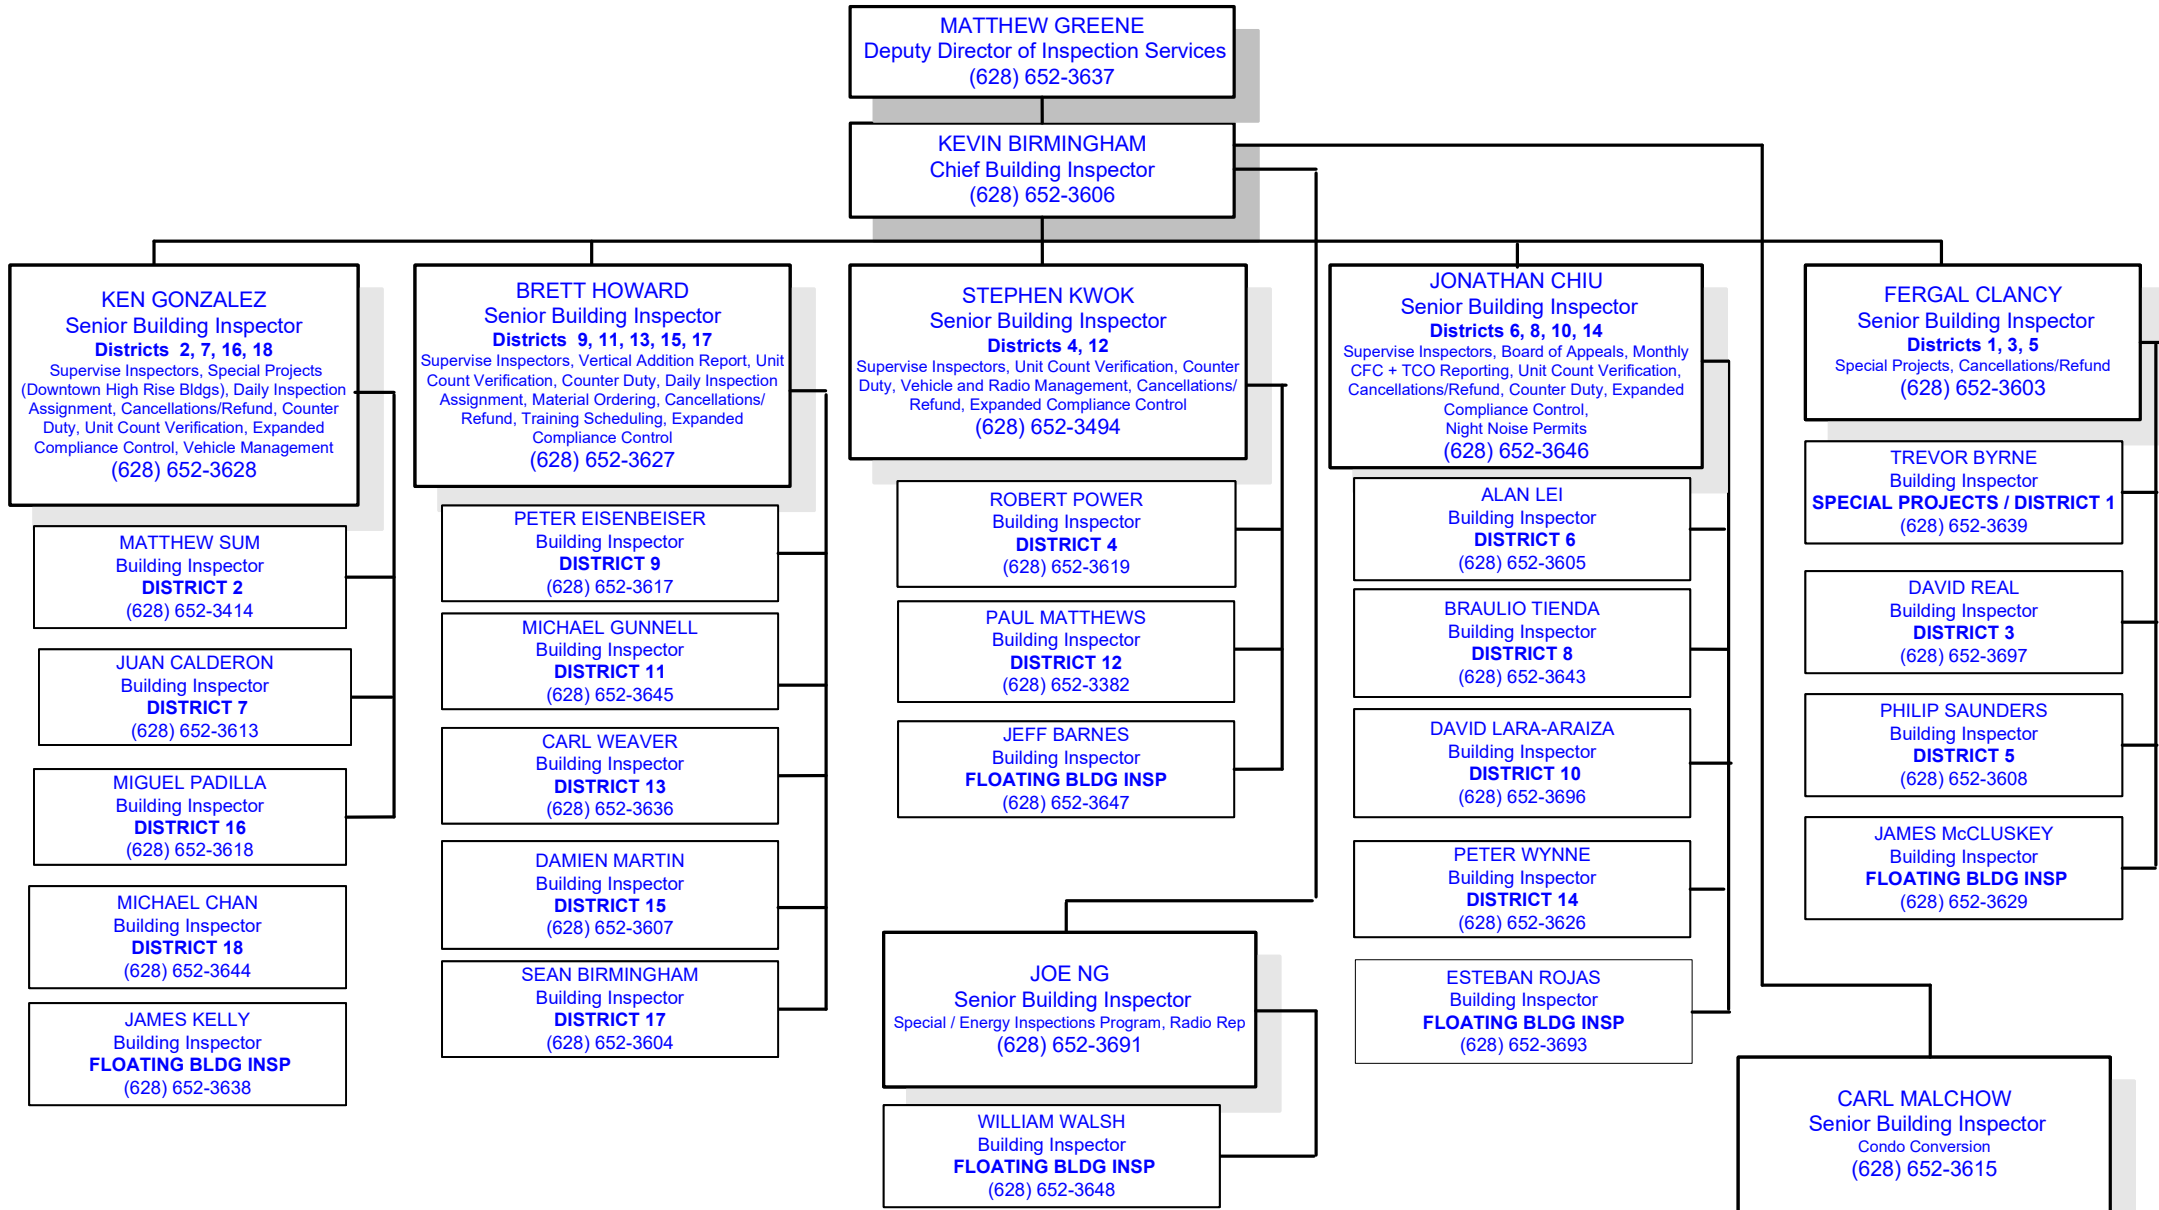 MATTHEW GREENE
Deputy Director of Inspection Services
(628) 652-3637
KEVIN BIRMINGHAM
Chief Building Inspector
(628) 652-3606
KEN GONZALEZ
Senior Building Inspector
Districts 2, 7, 16, 18
Supervise Inspectors, Special Projects
(Downtown High Rise Bldgs), Daily Inspection
Assignment, Cancellations/Refund, Counter
Duty, Unit Count Verification, Expanded
Compliance Control, Vehicle Management
(628) 652-3628
MATTHEW SUM
Building Inspector
DISTRICT 2
(628) 652-3414
JUAN CALDERON
Building Inspector
DISTRICT 7
(628) 652-3613
MIGUEL PADILLA
Building Inspector
DISTRICT 16
(628) 652-3618
MICHAEL CHAN
Building Inspector
DISTRICT 18
(628) 652-3644
JAMES KELLY
Building Inspector
FLOATING BLDG INSP
(628) 652-3638
BRETT HOWARD
Senior Building Inspector
Districts 9, 11, 13, 15, 17
Supervise Inspectors, Vertical Addition Report, Unit
Count Verification, Counter Duty, Daily Inspection
Assignment, Material Ordering, Cancellations/
Refund, Training Scheduling, Expanded
Compliance Control
(628) 652-3627
PETER EISENBEISER
Building Inspector
DISTRICT 9
(628) 652-3617
MICHAEL GUNNELL
Building Inspector
DISTRICT 11
(628) 652-3645
CARL WEAVER
Building Inspector
DISTRICT 13
(628) 652-3636
DAMIEN MARTIN
Building Inspector
DISTRICT 15
(628) 652-3607
SEAN BIRMINGHAM
Building Inspector
DISTRICT 17
(628) 652-3604
STEPHEN KWOK
Senior Building Inspector
Districts 4, 12
Supervise Inspectors, Unit Count Verification, Counter
Duty, Vehicle and Radio Management, Cancellations/
Refund, Expanded Compliance Control
(628) 652-3494
ROBERT POWER
Building Inspector
DISTRICT 4
(628) 652-3619
PAUL MATTHEWS
Building Inspector
DISTRICT 12
(628) 652-3382
JEFF BARNES
Building Inspector
FLOATING BLDG INSP
(628) 652-3647
JOE NG
Senior Building Inspector
Special / Energy Inspections Program, Radio Rep
(628) 652-3691
WILLIAM WALSH
Building Inspector
FLOATING BLDG INSP
(628) 652-3648
JONATHAN CHIU
Senior Building Inspector
Districts 6, 8, 10, 14
Supervise Inspectors, Board of Appeals, Monthly
CFC + TCO Reporting, Unit Count Verification,
Cancellations/Refund, Counter Duty, Expanded
Compliance Control,
Night Noise Permits
(628) 652-3646
ALAN LEI
Building Inspector
DISTRICT 6
(628) 652-3605
BRAULIO TIENDA
Building Inspector
DISTRICT 8
(628) 652-3643
DAVID LARA-ARAIZA
Building Inspector
DISTRICT 10
(628) 652-3696
PETER WYNNE
Building Inspector
DISTRICT 14
(628) 652-3626
ESTEBAN ROJAS
Building Inspector
FLOATING BLDG INSP
(628) 652-3693
FERGAL CLANCY
Senior Building Inspector
Districts 1, 3, 5
Special Projects, Cancellations/Refund
(628) 652-3603
TREVOR BYRNE
Building Inspector
SPECIAL PROJECTS / DISTRICT 1
(628) 652-3639
DAVID REAL
Building Inspector
DISTRICT 3
(628) 652-3697
PHILIP SAUNDERS
Building Inspector
DISTRICT 5
(628) 652-3608
JAMES McCLUSKEY
Building Inspector
FLOATING BLDG INSP
(628) 652-3629
CARL MALCHOW
Senior Building Inspector
Condo Conversion
(628) 652-3615